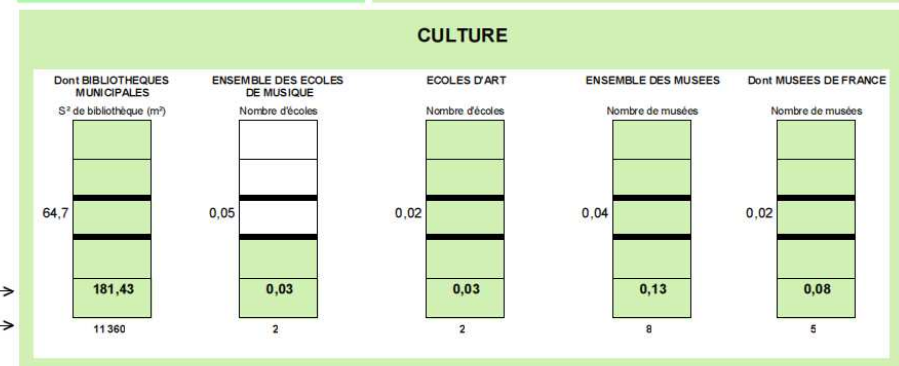 CULTURE
Dont BIBLIOTHEQUES
MUNICIPALES
S² de bibliothèque (m²)
64,7
181,43
11 360
ENSEMBLE DES ECOLES
DE MUSIQUE
Nombre d'écoles
0,05
0,03
2
ECOLES D'ART
Nombre d'écoles
0,02
0,03
2
ENSEMBLE DES MUSEES
Nombre de musées
0,04
0,13
8
Dont MUSEES DE FRANCE
Nombre de musées
0,02
0,08
5